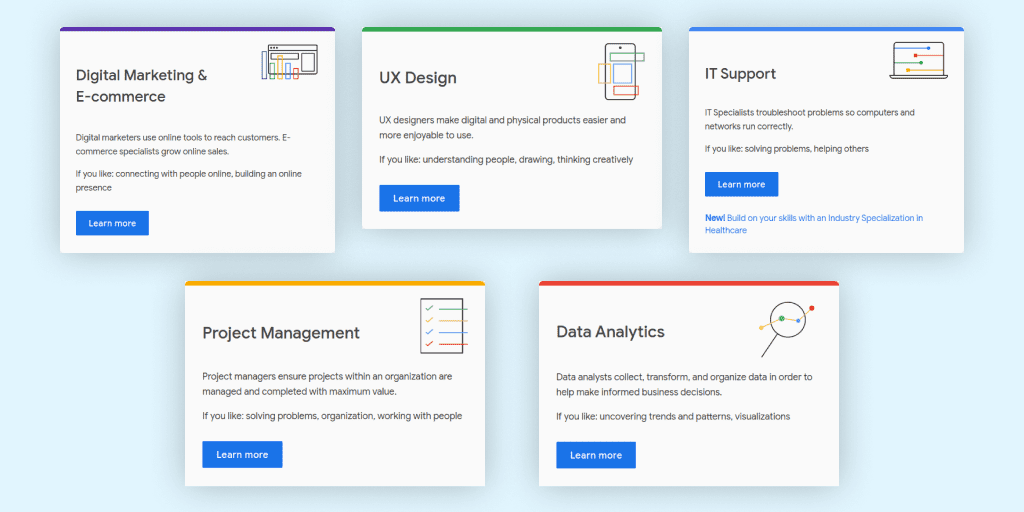 Digital Marketing &
E-commerce
Digital marketers use online tools to reach customers. E-
commerce specialists grow online sales.
If you like: connecting with people online, building an online
presence
Learn more
UX Design
UX designers make digital and physical products easier and
more enjoyable to use.
If you like: understanding people, drawing, thinking creatively
Learn more
IT Support
IT Specialists troubleshoot problems so computers and
networks run correctly.
If you like: solving problems, helping others
Learn more
New! Build on your skills with an Industry Specialization in
Healthcare
Project Management
Project managers ensure projects within an organization are
managed and completed with maximum value.
If you like: solving problems, organization, working with people
Learn more
Data Analytics
Data analysts collect, transform, and organize data in order to
help make informed business decisions.
If you like: uncovering trends and patterns, visualizations
Learn more